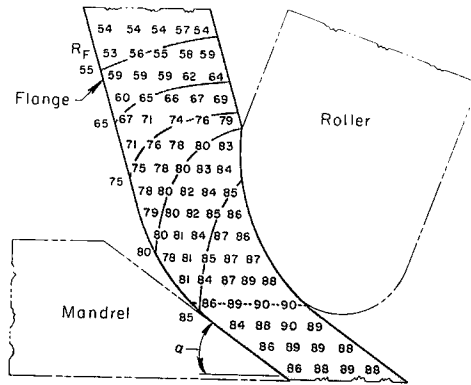 54 54 54 57 54
R_F 53 56 55 58 59
55 59 59 59 62 64
Flange 60 65 66 67 69
65 67 71 74 76 79
Roller
71 76 78 80 83
75 75 78 80 83 84
78 80 82 84 85
79 80 82 85 86
80 81 84 87 86
80 78 81 85 87 87
81 84 87 89 88
86 89 90 90
Mandrel
85 84 88 90 89
α 86 89 89 88
86 88 89 88